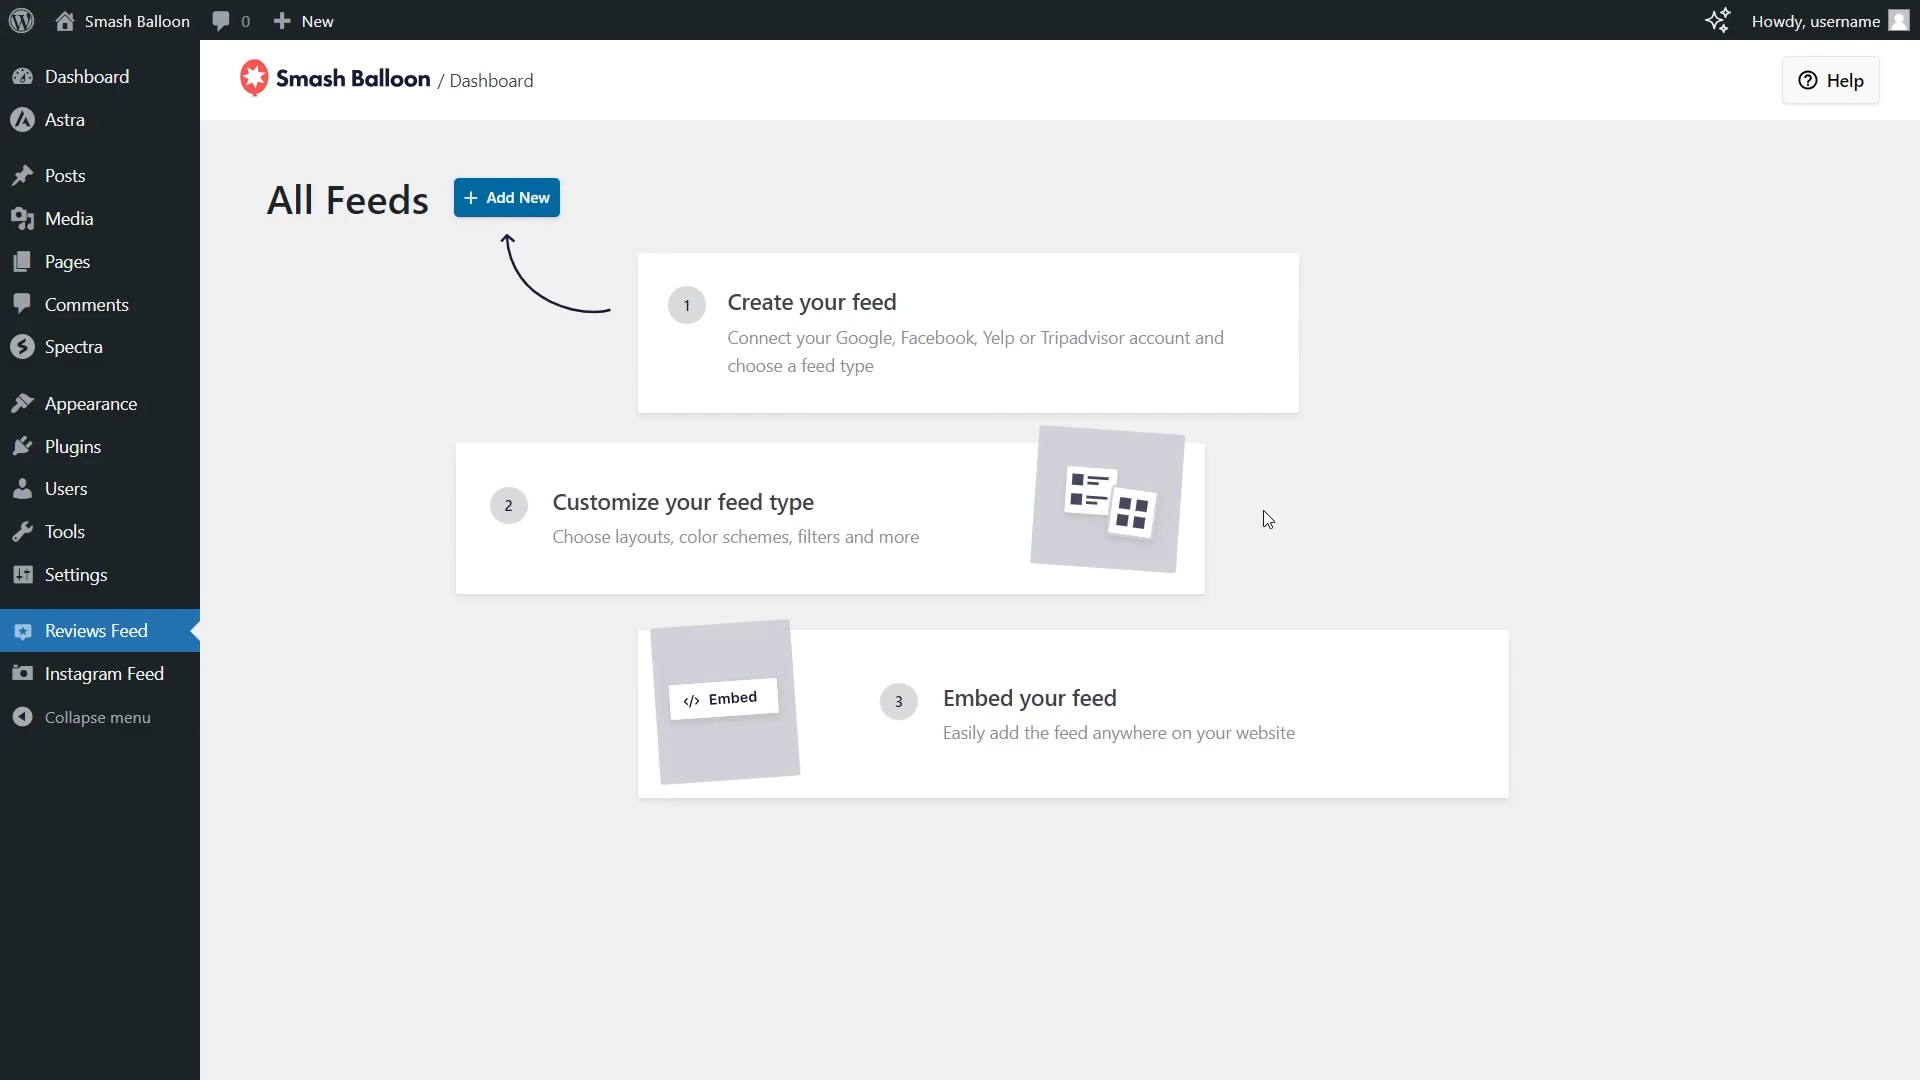 Smash Balloon
0
New
Howdy, username
Dashboard
Astra
Posts
Media
Pages
Comments
Spectra
Appearance
Plugins
Users
Tools
Settings
Reviews Feed
Instagram Feed
Collapse menu
Smash Balloon / Dashboard
Help
All Feeds
+ Add New
1
Create your feed
Connect your Google, Facebook, Yelp or Tripadvisor account and
choose a feed type
2
Customize your feed type
Choose layouts, color schemes, filters and more
</> Embed
3
Embed your feed
Easily add the feed anywhere on your website